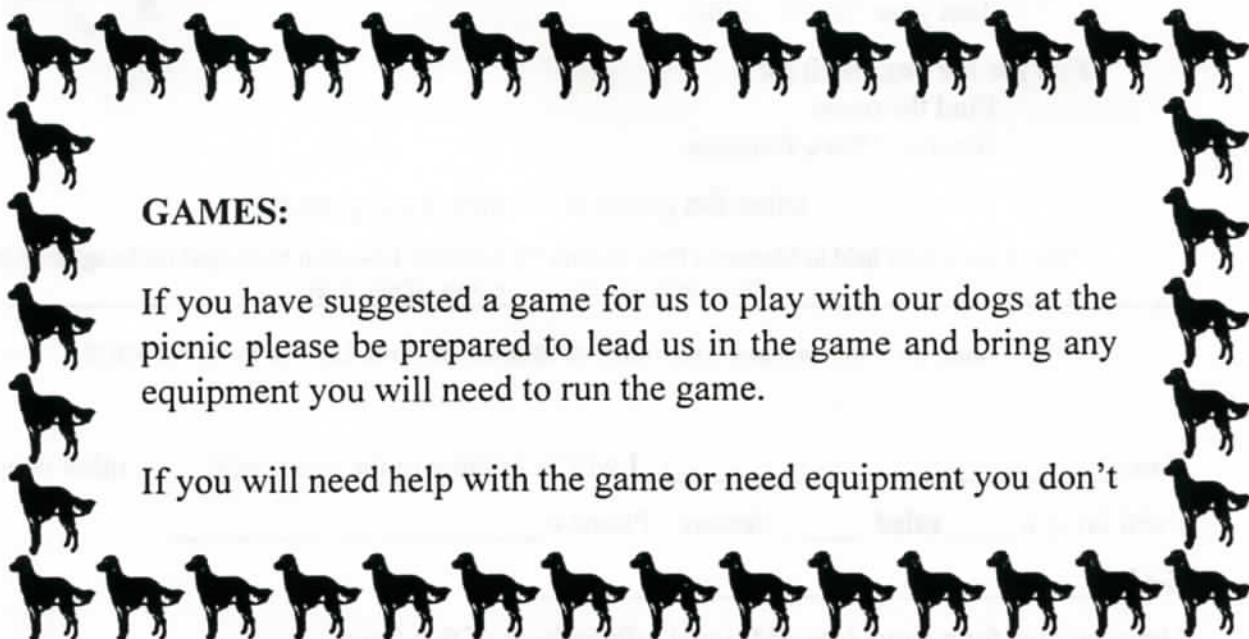 GAMES:
If you have suggested a game for us to play with our dogs at the
picnic please be prepared to lead us in the game and bring any
equipment you will need to run the game.
If you will need help with the game or need equipment you don't